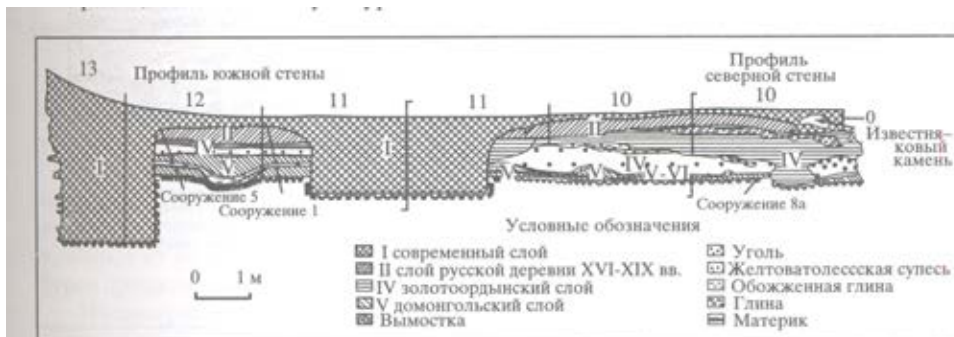 13
Профиль южной стены
Профиль
северной стены
12
11
11
10
10
0
Известня-
ковый
камень
I
II
IV
V
I
II
IV
IV
V
V-VI
Сооружение 5
Сооружение 1
Сооружение 8а
Условные обозначения
0 1 м
I современный слой
II слой русской деревни XVI-XIX вв.
IV золотоордынский слой
V домонгольский слой
Вымостка
Уголь
Желтоватолессская супесь
Обожженная глина
Глина
Материк